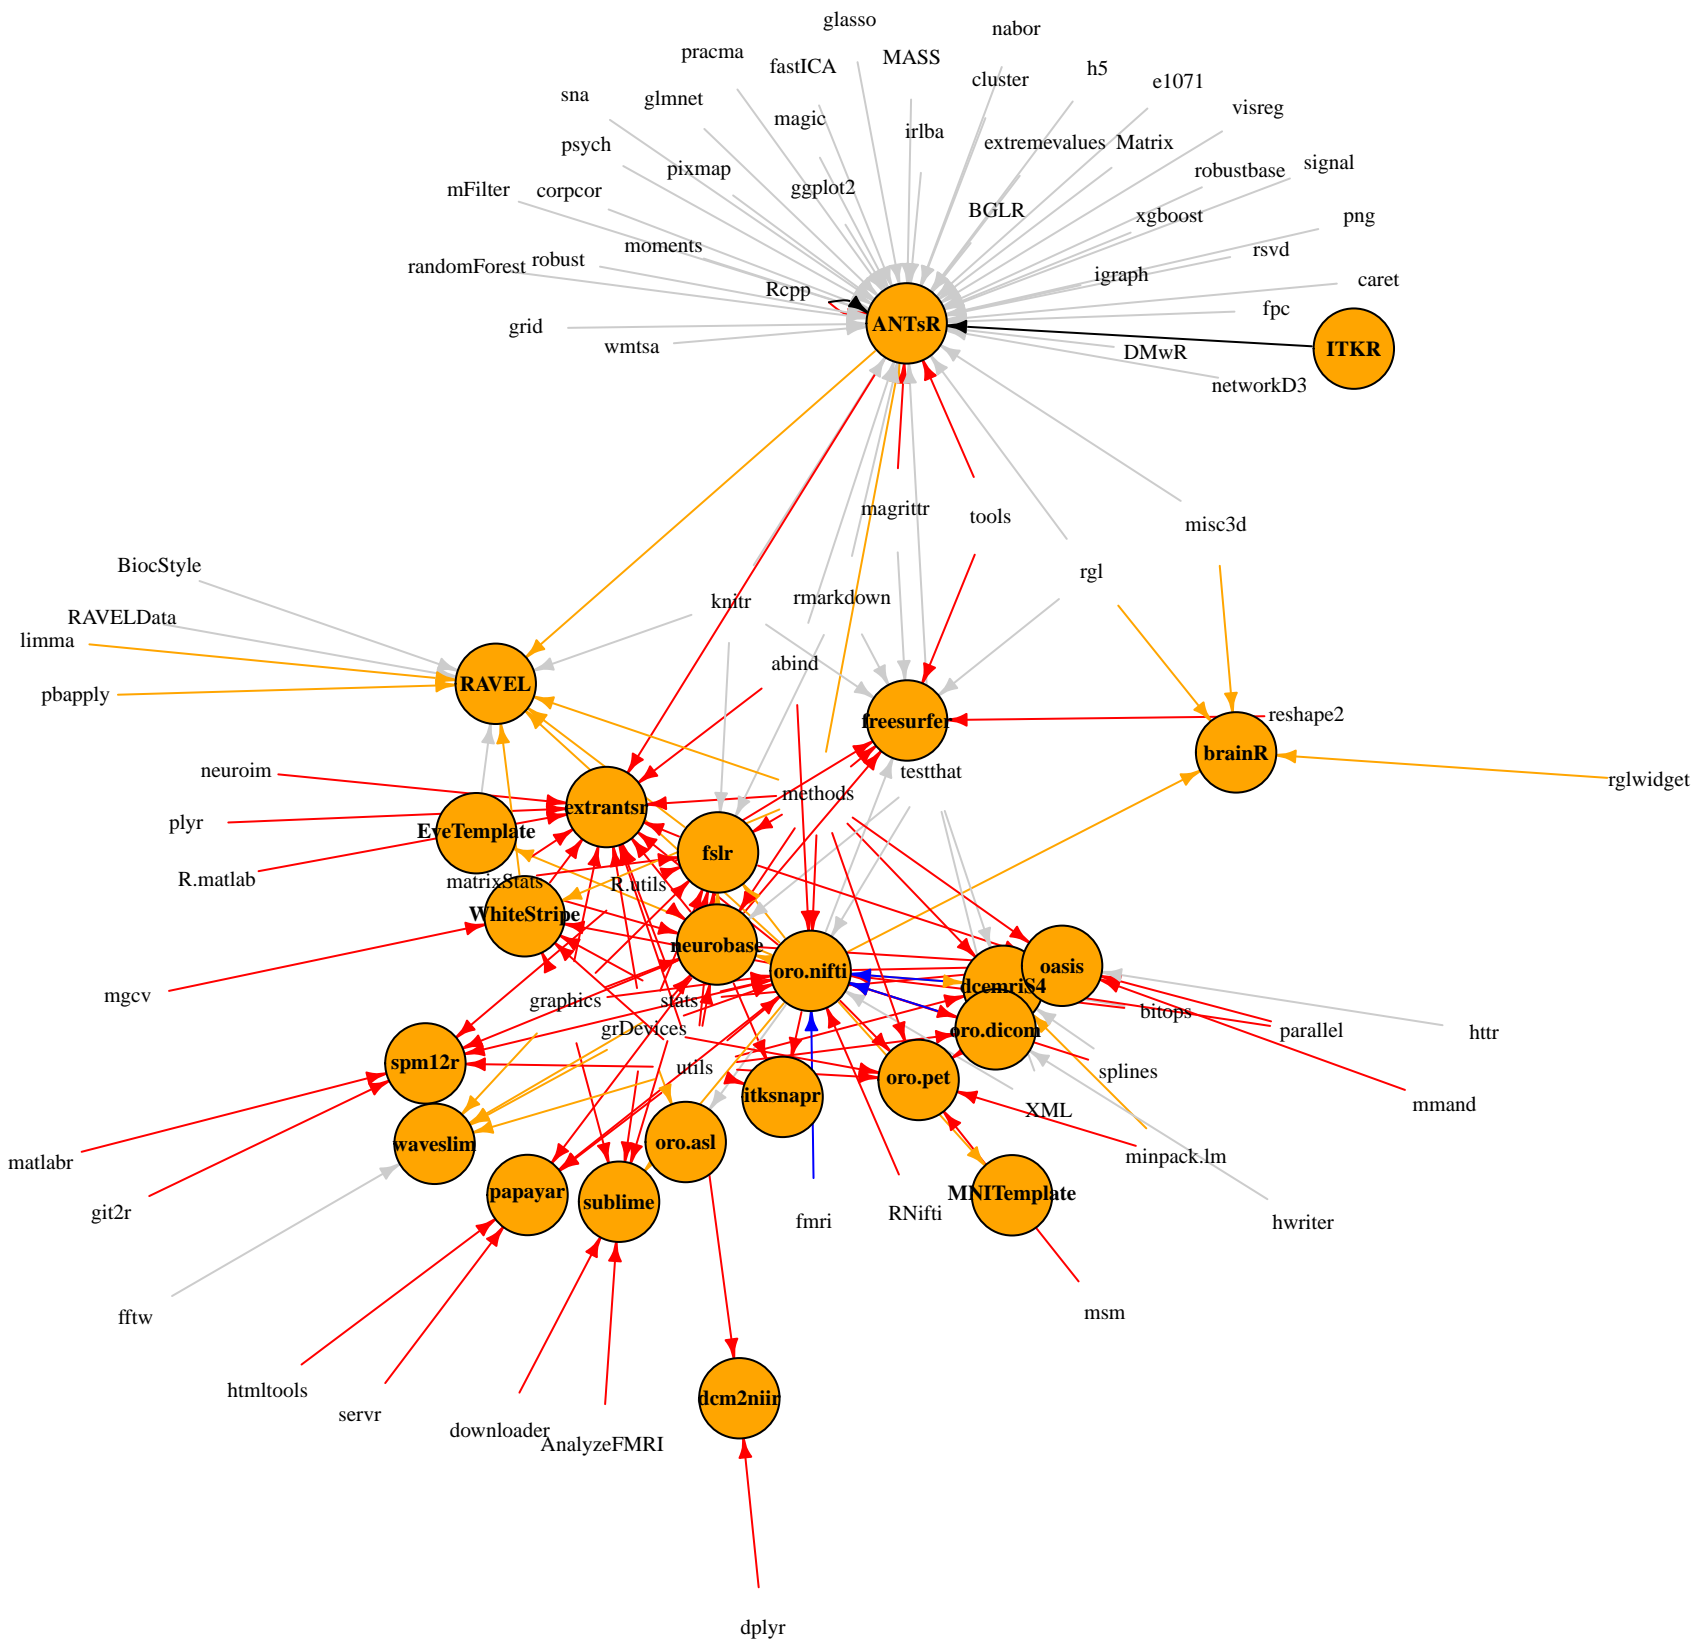 glasso
nabor
pracma
MASS
fastICA
h5
cluster
e1071
sna
glmnet
visreg
magic
irlba
psych
extremevalues
Matrix
pixmap
robustbase
signal
mFilter
corpcor
ggplot2
BGLR
xgboost
png
moments
rsvd
randomForest
robust
igraph
caret
Rcpp
fpc
grid
ANTsR
wmtsa
DMwR
ITKR
networkD3
magrittr
tools
misc3d
BiocStyle
rgl
knitr
rmarkdown
RAVELData
limma
abind
RAVEL
pbapply
freesurfer
reshape2
brainR
neuroim
testthat
rglwidget
methods
extrantsr
plyr
EveTemplate
fslr
R.matlab
matrixStats
R.utils
WhiteStripe
neurobase
oro.nifti
oasis
dcemriS4
mgcv
graphics
stats
bitops
grDevices
oro.dicom
parallel
httr
spm12r
utils
oro.pet
splines
itksnapr
mmand
XML
waveslim
oro.asl
matlabr
minpack.lm
papayar
sublime
MNITemplate
git2r
fmri
RNifti
hwriter
fftw
msm
htmltools
dcm2niir
servr
downloader
AnalyzeFMRI
dplyr